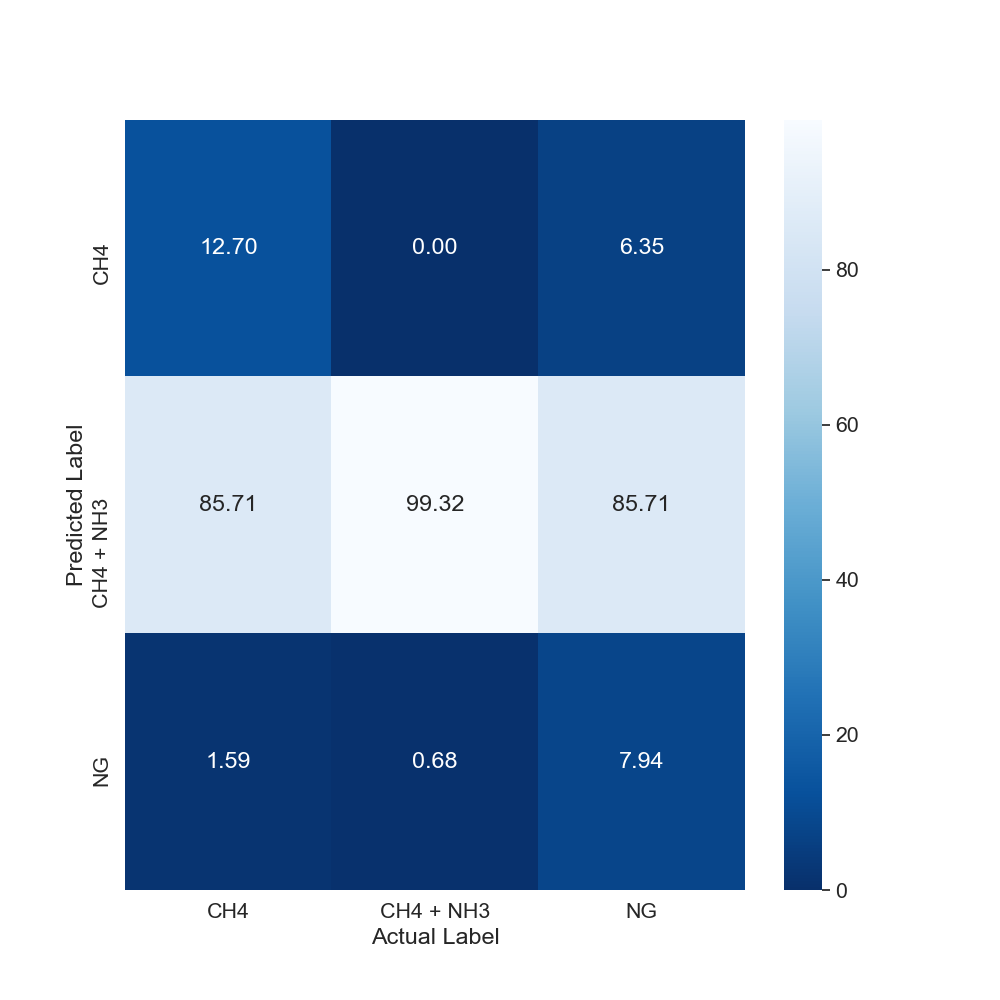 12.70 0.00 6.35
85.71 99.32 85.71
1.59 0.68 7.94
CH4
CH4 + NH3
NG
Predicted Label
CH4 CH4 + NH3 NG
Actual Label
80
60
40
20
0